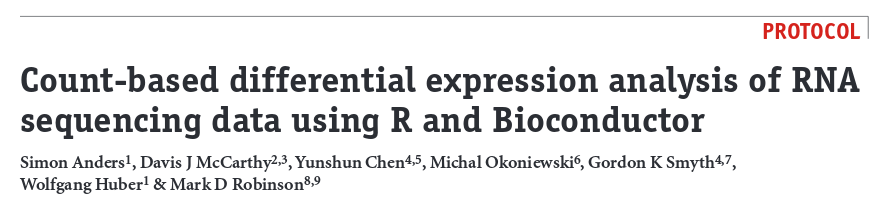 PROTOCOL
Count-based differential expression analysis of RNA
sequencing data using R and Bioconductor
Simon Anders1, Davis J McCarthy2,3, Yunshun Chen4,5, Michal Okoniewski6, Gordon K Smyth4,7,
Wolfgang Huber1 & Mark D Robinson8,9